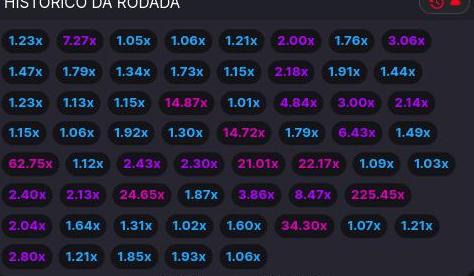 HISTÓRICO DA RODADA
1.23x 7.27x 1.05x 1.06x 1.21x 2.00x 1.76x 3.06x
1.47x 1.79x 1.34x 1.73x 1.15x 2.18x 1.91x 1.44x
1.23x 1.13x 1.15x 14.87x 1.01x 4.84x 3.00x 2.14x
1.15x 1.06x 1.92x 1.30x 14.72x 1.79x 6.43x 1.49x
62.75x 1.12x 2.43x 2.30x 21.01x 22.17x 1.09x 1.03x
2.40x 2.13x 24.65x 1.87x 3.86x 8.47x 225.45x
2.04x 1.64x 1.31x 1.02x 1.60x 34.30x 1.07x 1.21x
2.80x 1.21x 1.85x 1.93x 1.06x